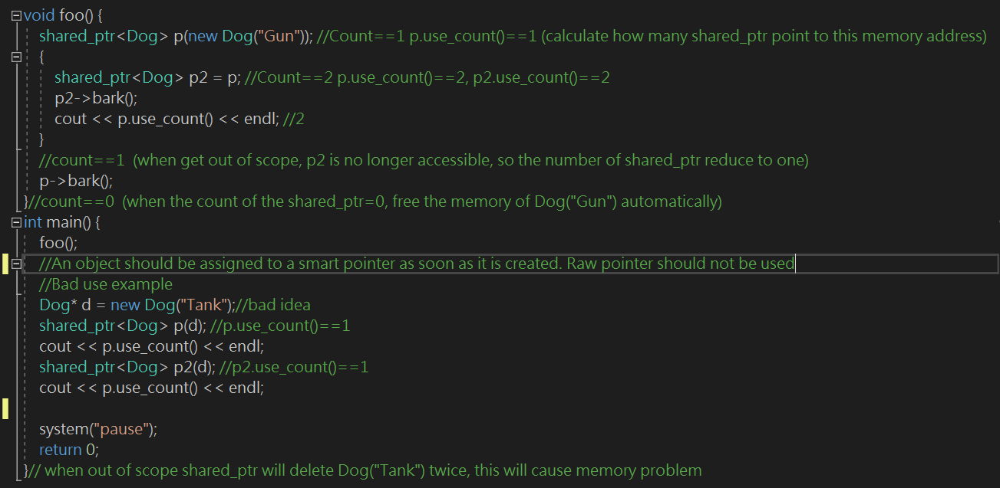 void foo() {
shared_ptr<Dog> p(new Dog("Gun")); //Count==1 p.use_count()==1 (calculate how many shared_ptr point to this memory address)
{
shared_ptr<Dog> p2 = p; //Count==2 p.use_count()==2, p2.use_count()==2
p2->bark();
cout << p.use_count() << endl; //2
}
//count==1  (when get out of scope, p2 is no longer accessible, so the number of shared_ptr reduce to one)
p->bark();
}//count==0  (when the count of the shared_ptr=0, free the memory of Dog("Gun") automatically)
int main() {
foo();
//An object should be assigned to a smart pointer as soon as it is created. Raw pointer should not be used
//Bad use example
Dog* d = new Dog("Tank");//bad idea
shared_ptr<Dog> p(d); //p.use_count()==1
cout << p.use_count() << endl;
shared_ptr<Dog> p2(d); //p2.use_count()==1
cout << p.use_count() << endl;
system("pause");
return 0;
}// when out of scope shared_ptr will delete Dog("Tank") twice, this will cause memory problem